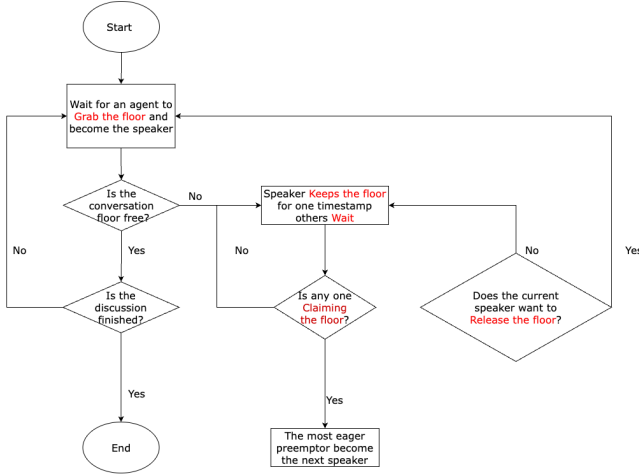 Start
Wait for an agent to
Grab the floor and
become the speaker
Is the
conversation
floor free?
No
Yes
Is the
discussion
finished?
No
Yes
End
Speaker Keeps the floor
for one timestamp
others Wait
No
Is any one
Claiming
the floor?
Yes
The most eager
preemptor become
the next speaker
No
Does the current
speaker want to
Release the floor?
Yes